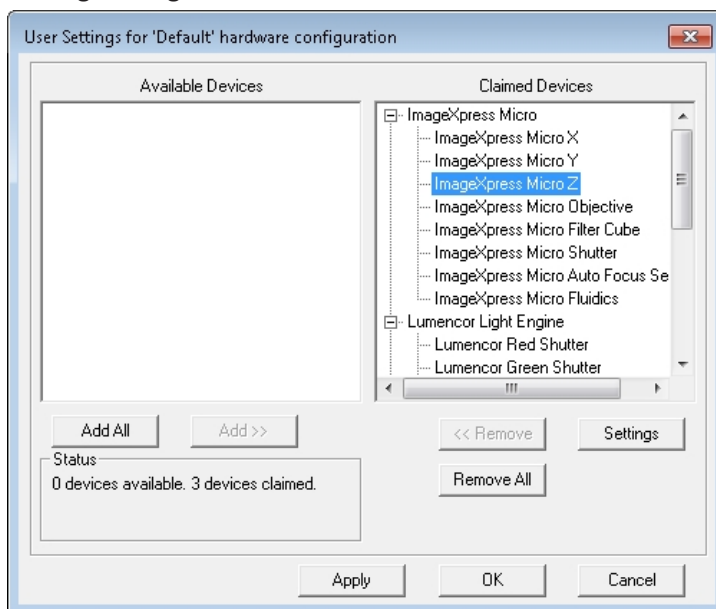 User Settings for 'Default' hardware configuration
Available Devices
Claimed Devices
ImageXpress Micro
ImageXpress Micro X
ImageXpress Micro Y
ImageXpress Micro Z
ImageXpress Micro Objective
ImageXpress Micro Filter Cube
ImageXpress Micro Shutter
ImageXpress Micro Auto Focus Se
ImageXpress Micro Fluidics
Lumencor Light Engine
Lumencor Red Shutter
Lumencor Green Shutter
Add All
Add >>
<< Remove
Settings
Status
0 devices available. 3 devices claimed.
Remove All
Apply
OK
Cancel